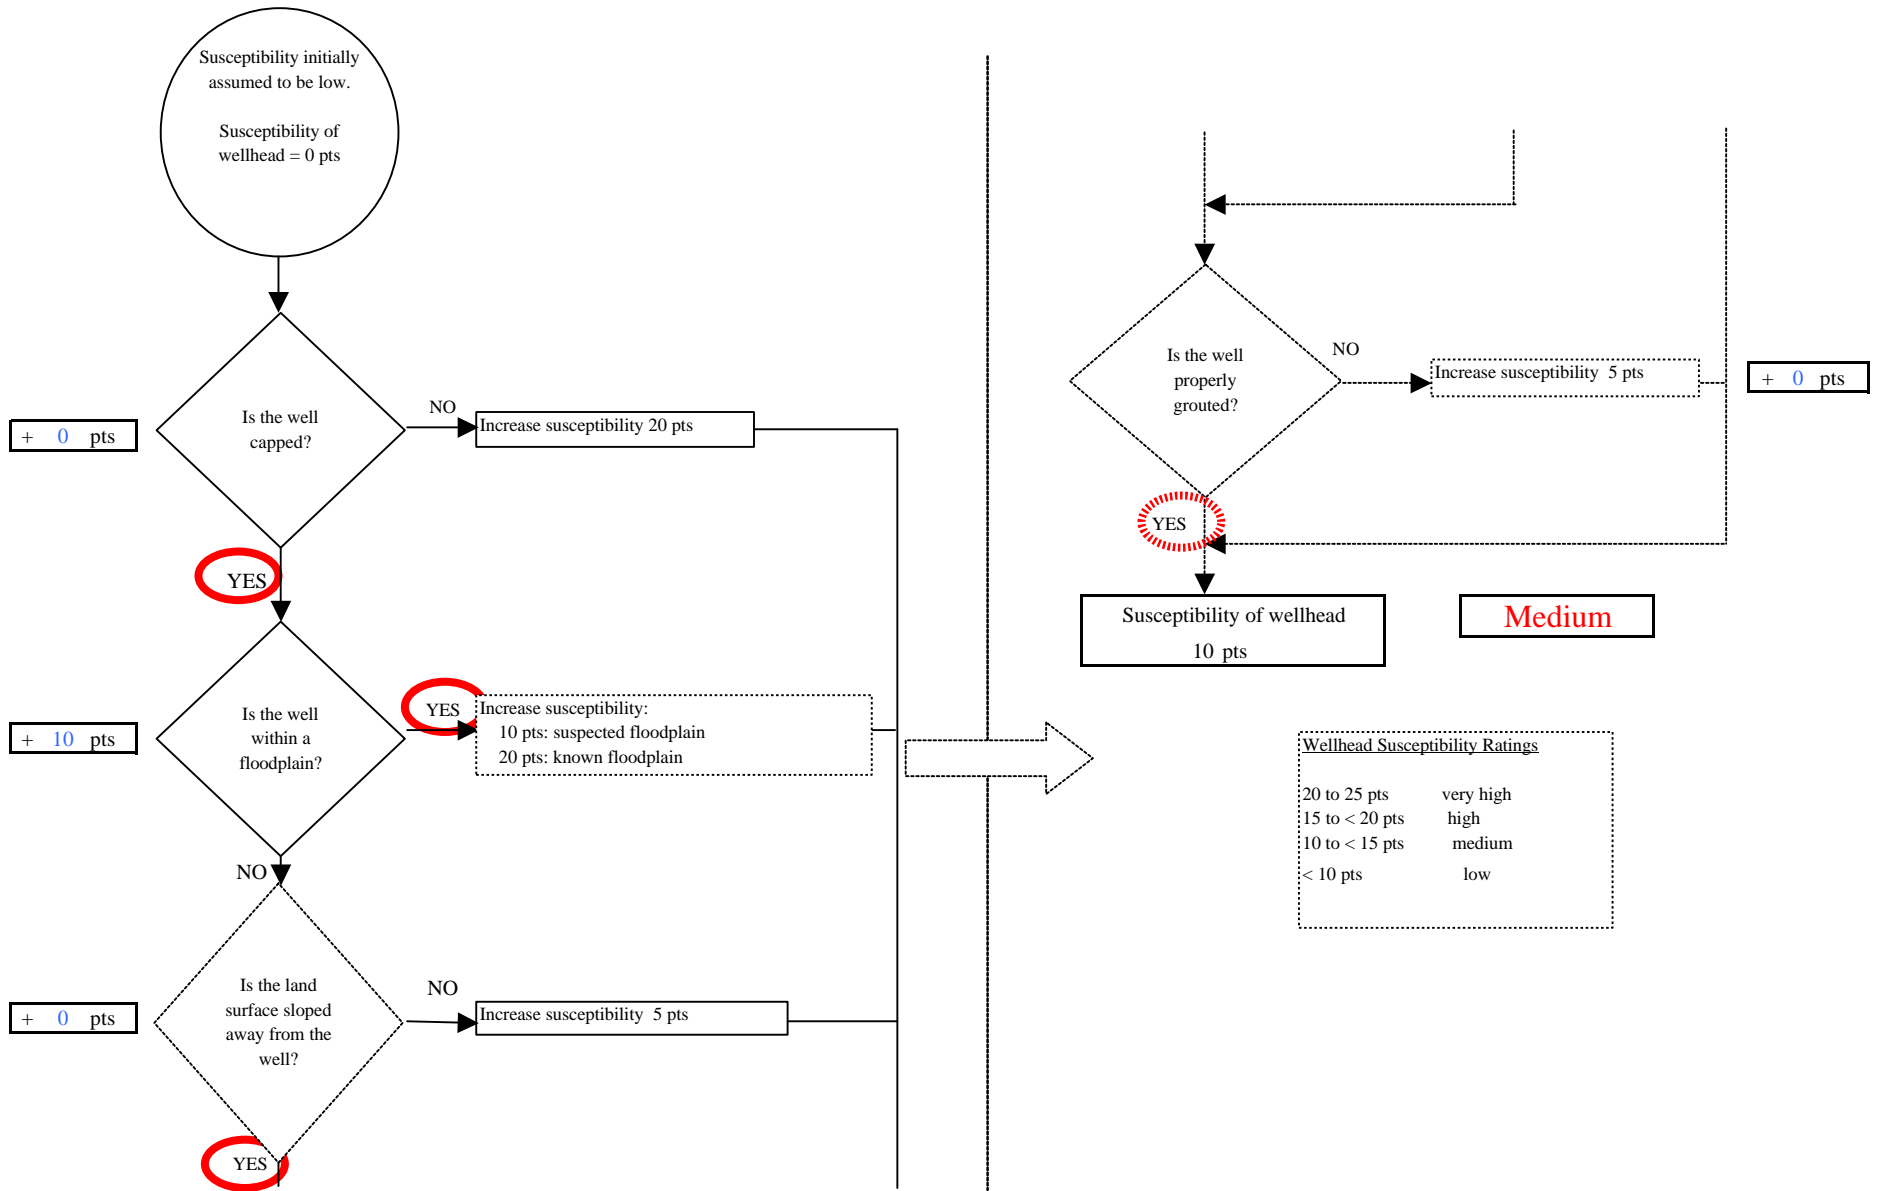 Susceptibility initially
assumed to be low.
Susceptibility of
wellhead = 0 pts
Is the well
capped?
NO
Increase susceptibility 20 pts
+ 0 pts
YES
Is the well
within a
floodplain?
YES
Increase susceptibility:
10 pts: suspected floodplain
20 pts: known floodplain
+ 10 pts
NO
Is the land
surface sloped
away from the
well?
NO
Increase susceptibility 5 pts
+ 0 pts
YES
Is the well
properly
grouted?
NO
Increase susceptibility 5 pts
+ 0 pts
YES
Susceptibility of wellhead
10 pts
Medium
Wellhead Susceptibility Ratings
20 to 25 pts very high
15 to < 20 pts high
10 to < 15 pts medium
< 10 pts low